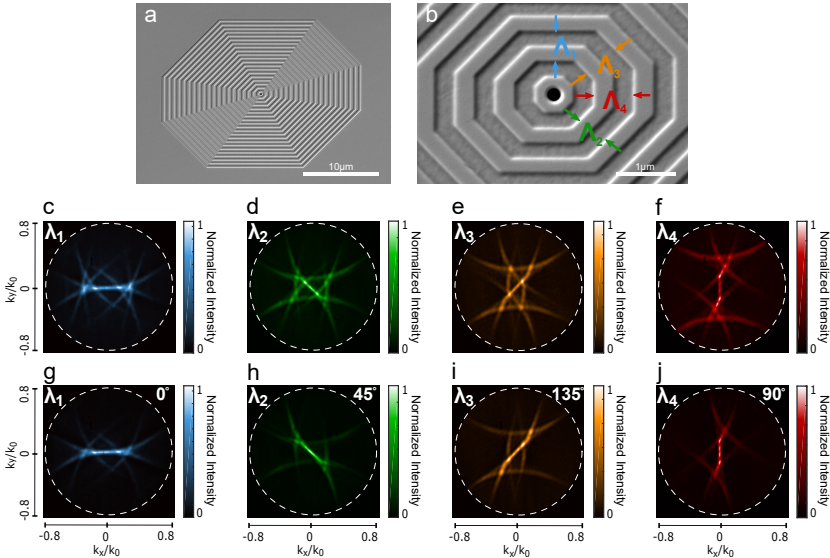 a
10μm
b
Λ1
Λ3
Λ4
Λ2
1μm
c
d
e
f
0.8
0
-0.8
ky/k0
λ1
1
0
Normalized Intensity
λ2
1
0
Normalized Intensity
λ3
1
0
Normalized Intensity
λ4
1
0
Normalized Intensity
g
h
i
j
0.8
0
-0.8
ky/k0
λ1
0°
1
0
Normalized Intensity
λ2
45°
1
0
Normalized Intensity
λ3
135°
1
0
Normalized Intensity
λ4
90°
1
0
Normalized Intensity
-0.8 0 0.8
kx/k0
-0.8 0 0.8
kx/k0
-0.8 0 0.8
kx/k0
-0.8 0 0.8
kx/k0